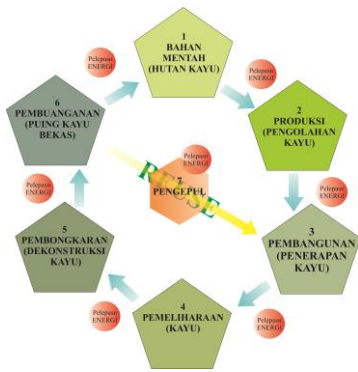 1
BAHAN
MENTAH
(HUTAN KAYU)
Pelepasan
ENERGI
2
PRODUKSI
(PENGOLAHAN
KAYU)
Pelepasan
ENERGI
3
PEMBANGUNAN
(PENERAPAN
KAYU)
Pelepasan
ENERGI
4
PEMELIHARAAN
(KAYU)
Pelepasan
ENERGI
5
PEMBONGKARAN
(DEKONSTRUKSI
KAYU)
Pelepasan
ENERGI
6
PEMBUANGANAN
(PUING KAYU
BEKAS)
Pelepasan
ENERGI
Pelepasan
ENERGI
7
PENGEPUL
REUSE